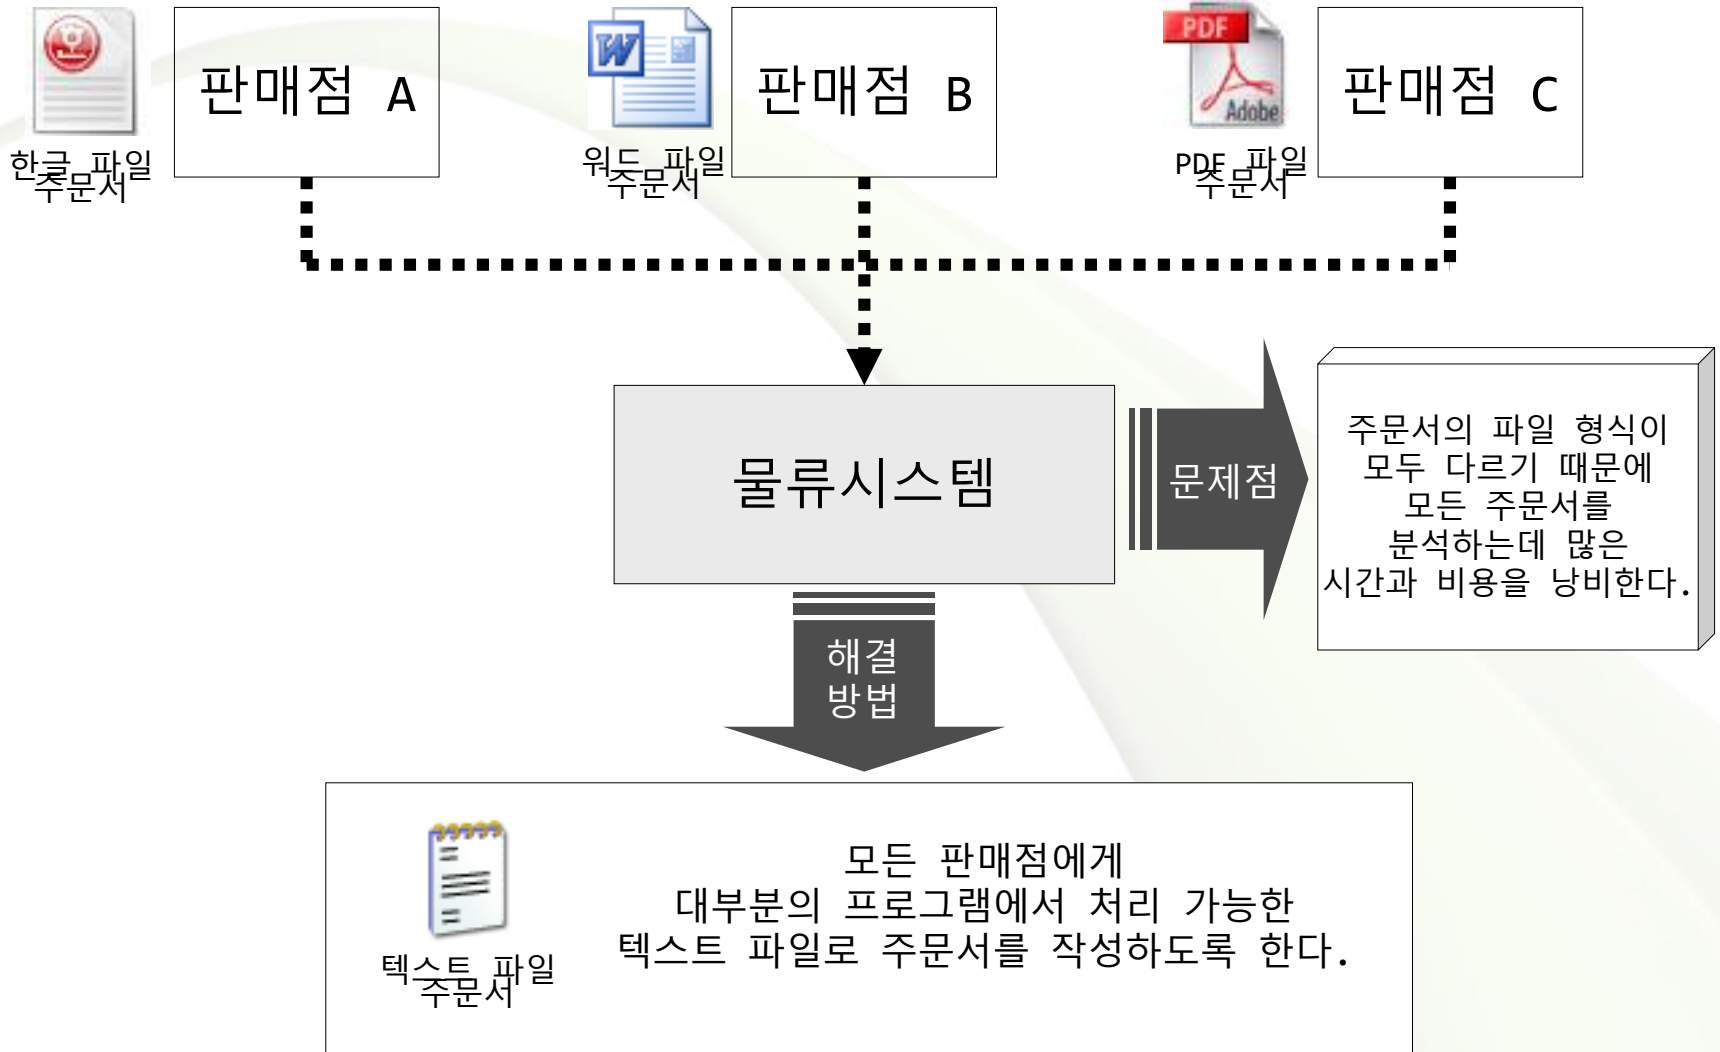 판매점 A
한글 파일
주문서
W
판매점 B
워드 파일
주문서
PDF
Adobe
판매점 C
PDF 파일
주문서
물류시스템
문제점
주문서의 파일 형식이
모두 다르기 때문에
모든 주문서를
분석하는데 많은
시간과 비용을 낭비한다.
해결
방법
텍스트 파일
주문서
모든 판매점에게
대부분의 프로그램에서 처리 가능한
텍스트 파일로 주문서를 작성하도록 한다.